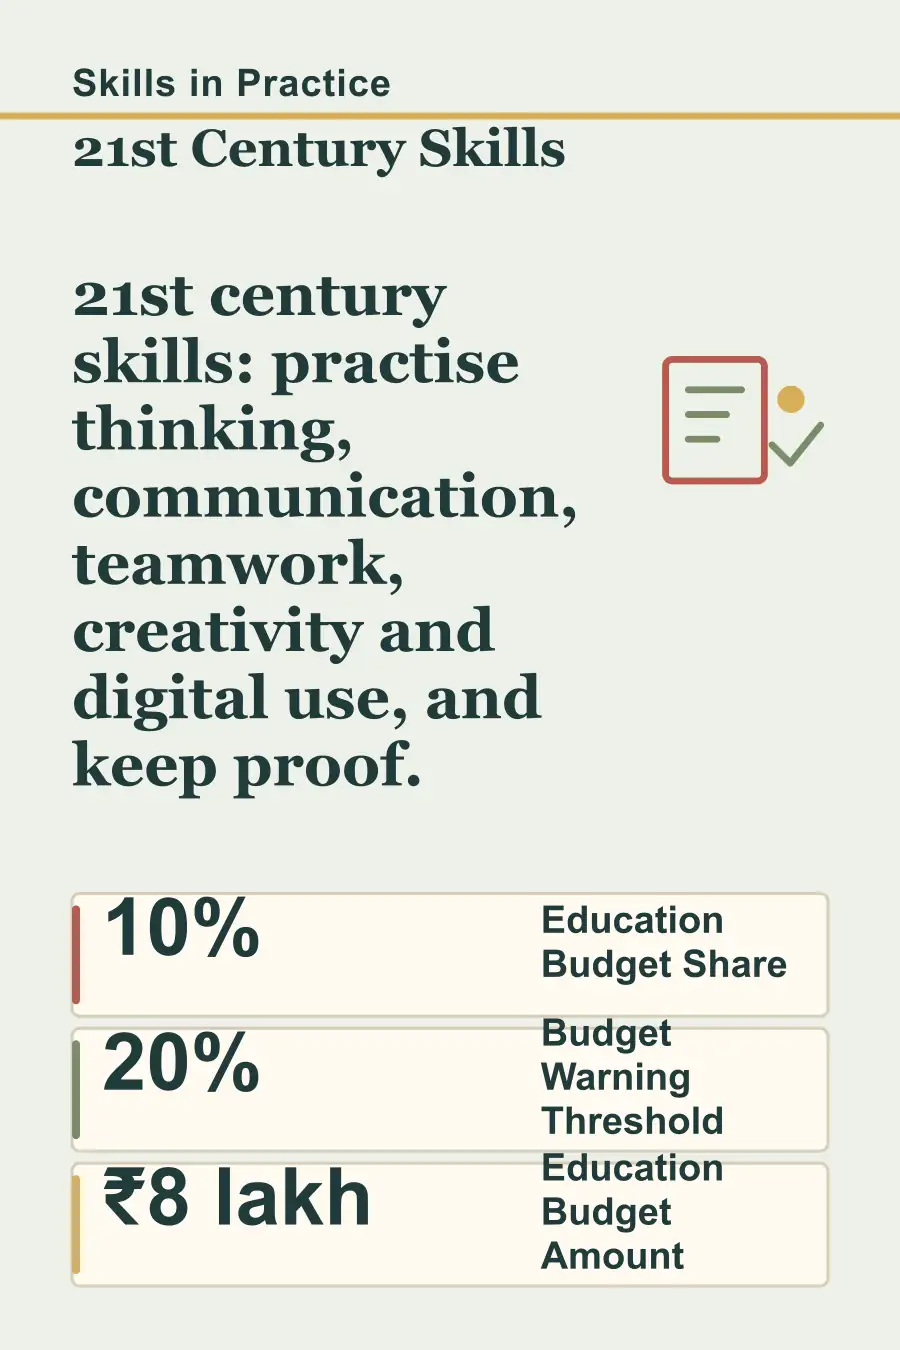 Skills in Practice
21st Century Skills
21st century
skills: practise
thinking,
communication,
teamwork,
creativity and
digital use, and
keep proof.
10%
Education
Budget Share
20%
Budget
Warning
Threshold
₹8 lakh
Education
Budget
Amount